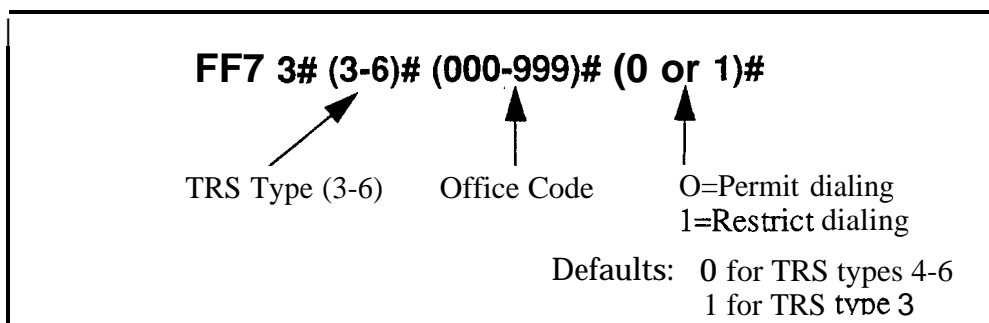 FF7 3# (3-6)# (000-999)# (0 or 1)#
TRS Type (3-6) Office Code O=Permit dialing
1=Restrict dialing
Defaults: 0 for TRS types 4-6
1 for TRS type 3